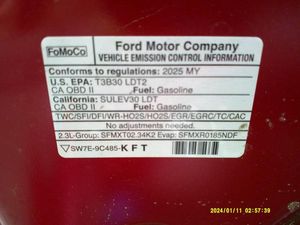 FoMoCo
Ford Motor Company
VEHICLE EMISSION CONTROL INFORMATION
Conforms to regulations: 2025 MY
U.S. EPA: T3B30 LDT2
CA OBD II Fuel: Gasoline
California: SULEV30 LDT
CA OBD II Fuel: Gasoline
TWC/SFI/DFI/WR-HO2S/HO2S/EGR/EGRC/TC/CAC
No adjustments needed.
2.3L-Group: SFMXT02.34K2 Evap: SFMXR0185NDF
SW7E-9C485-KFT
2024/01/11 02:57:39